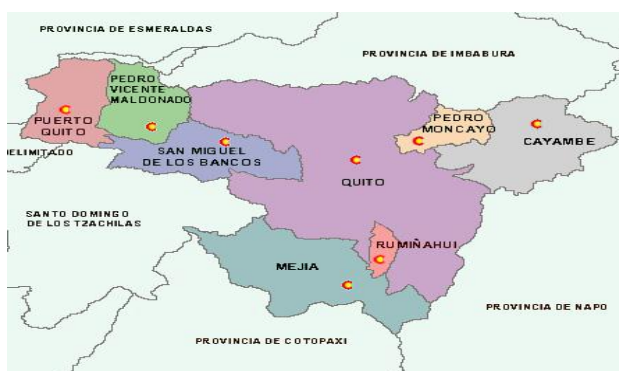 PROVINCIA DE ESMERALDAS
PROVINCIA DE IMBABURA
PEDRO
VICENTE
MALDONADO
PUERTO
QUITO
PEDRO
MONCAYO
CAYAMBE
SAN MIGUEL
DE LOS BANCOS
DELIMITADO
QUITO
SANTO DOMINGO
DE LOS TZACHILAS
RUMIÑAHUI
MEJIA
PROVINCIA DE NAPO
PROVINCIA DE COTOPAXI